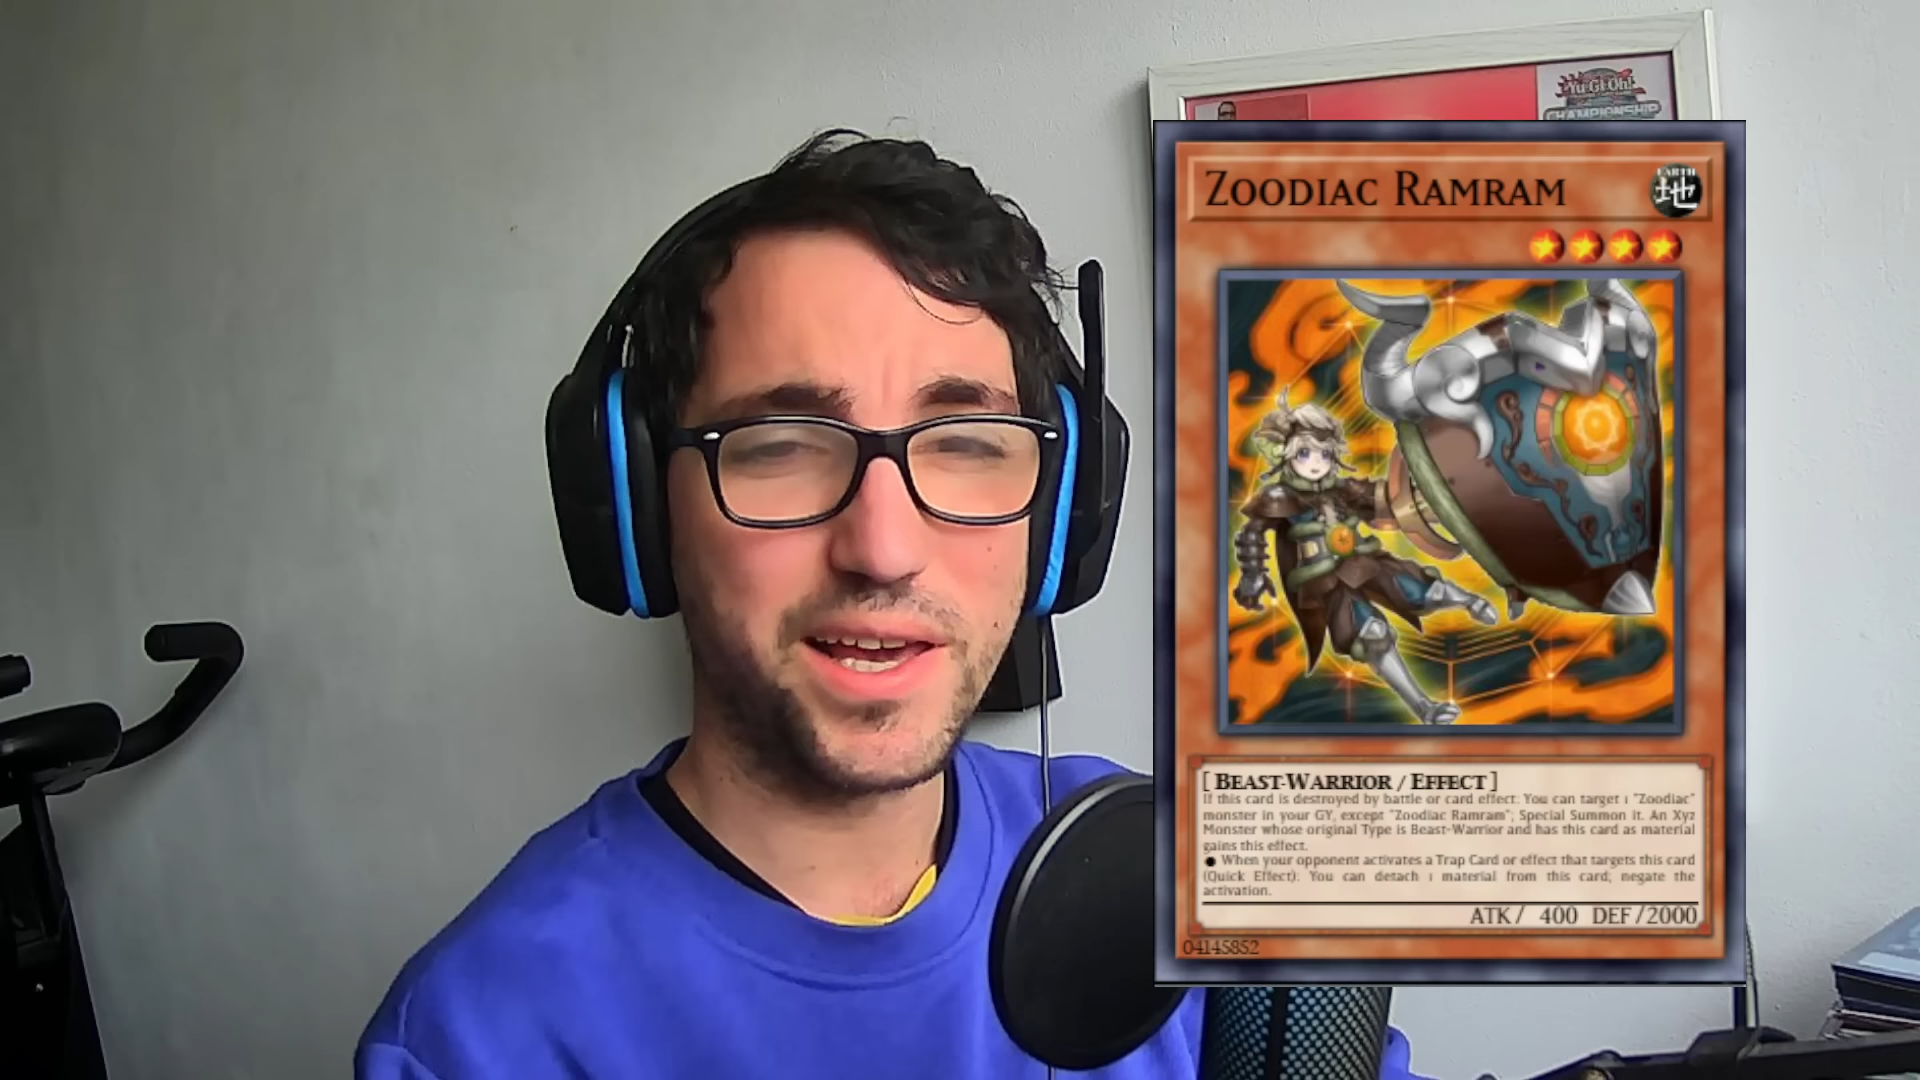 Yu-Gi-Oh!
CHAMPIONSHIP
ZOODIAC RAMRAM
EARTH
地
[ BEAST-WARRIOR / EFFECT ]
If this card is destroyed by battle or card effect: You can target 1 "Zoodiac"
monster in your GY, except "Zoodiac Ramram"; Special Summon it. An Xyz
Monster whose original Type is Beast-Warrior and has this card as material
gains this effect.
● When your opponent activates a Trap Card or effect that targets this card
(Quick Effect): You can detach 1 material from this card; negate the
activation.
ATK/ 400 DEF/2000
04145852